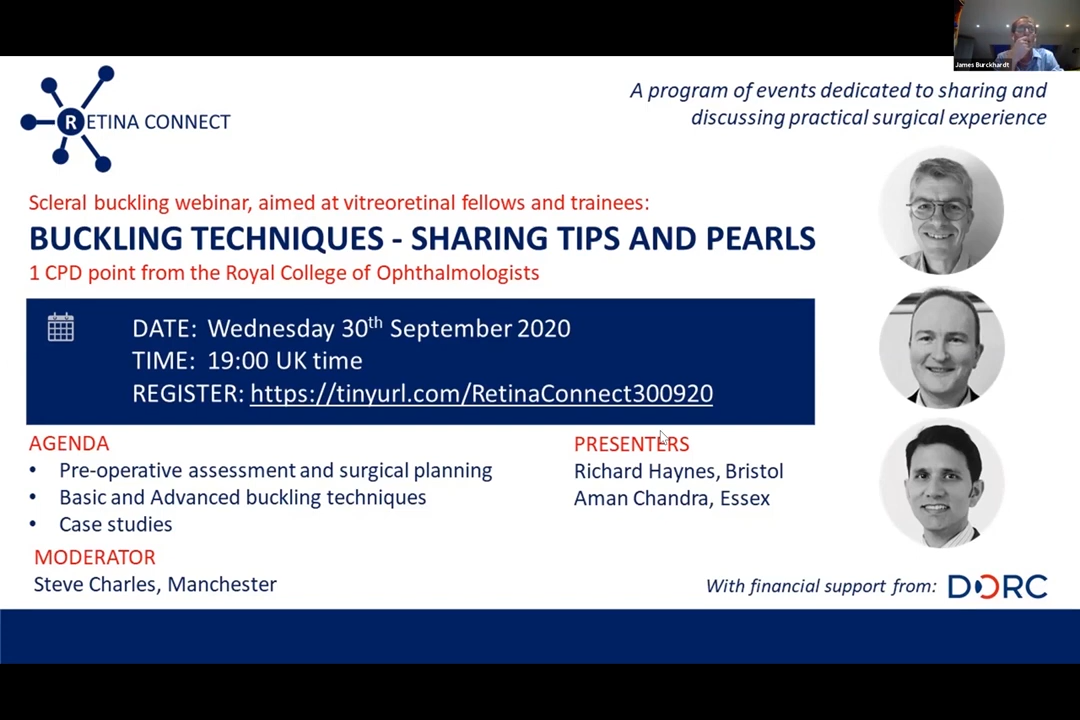 James Burckhardt
RETINA CONNECT
A program of events dedicated to sharing and
discussing practical surgical experience
Scleral buckling webinar, aimed at vitreoretinal fellows and trainees:
BUCKLING TECHNIQUES - SHARING TIPS AND PEARLS
1 CPD point from the Royal College of Ophthalmologists
DATE: Wednesday 30th September 2020
TIME: 19:00 UK time
REGISTER: https://tinyurl.com/RetinaConnect300920
AGENDA
• Pre-operative assessment and surgical planning
• Basic and Advanced buckling techniques
• Case studies
PRESENTERS
Richard Haynes, Bristol
Aman Chandra, Essex
MODERATOR
Steve Charles, Manchester
With financial support from: DORC